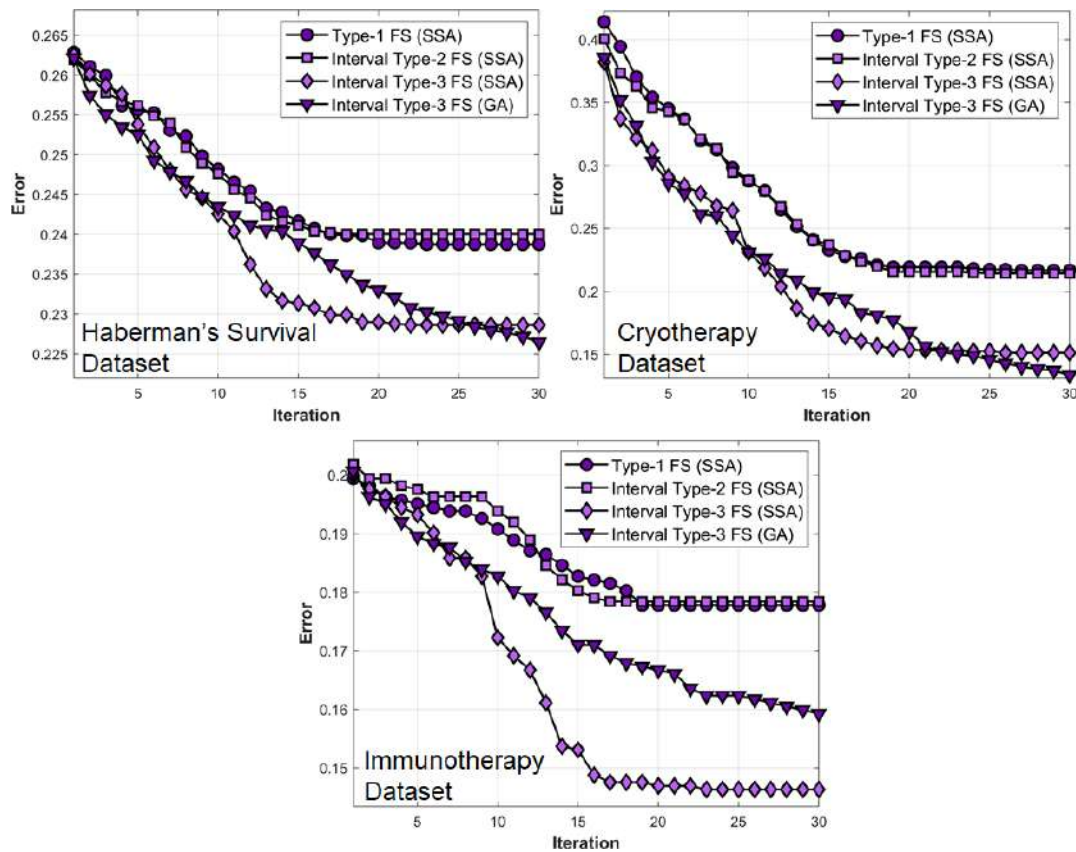 0.265
0.26
0.255
0.25
0.245
0.24
0.235
0.23
0.225
Error
Type-1 FS (SSA)
Interval Type-2 FS (SSA)
Interval Type-3 FS (SSA)
Interval Type-3 FS (GA)
Haberman's Survival
Dataset
5 10 15 20 25 30
Iteration
0.4
0.35
0.3
0.25
0.2
0.15
Error
Type-1 FS (SSA)
Interval Type-2 FS (SSA)
Interval Type-3 FS (SSA)
Interval Type-3 FS (GA)
Cryotherapy
Dataset
5 10 15 20 25 30
Iteration
0.2
0.19
0.18
0.17
0.16
0.15
Error
Type-1 FS (SSA)
Interval Type-2 FS (SSA)
Interval Type-3 FS (SSA)
Interval Type-3 FS (GA)
Immunotherapy
Dataset
5 10 15 20 25 30
Iteration